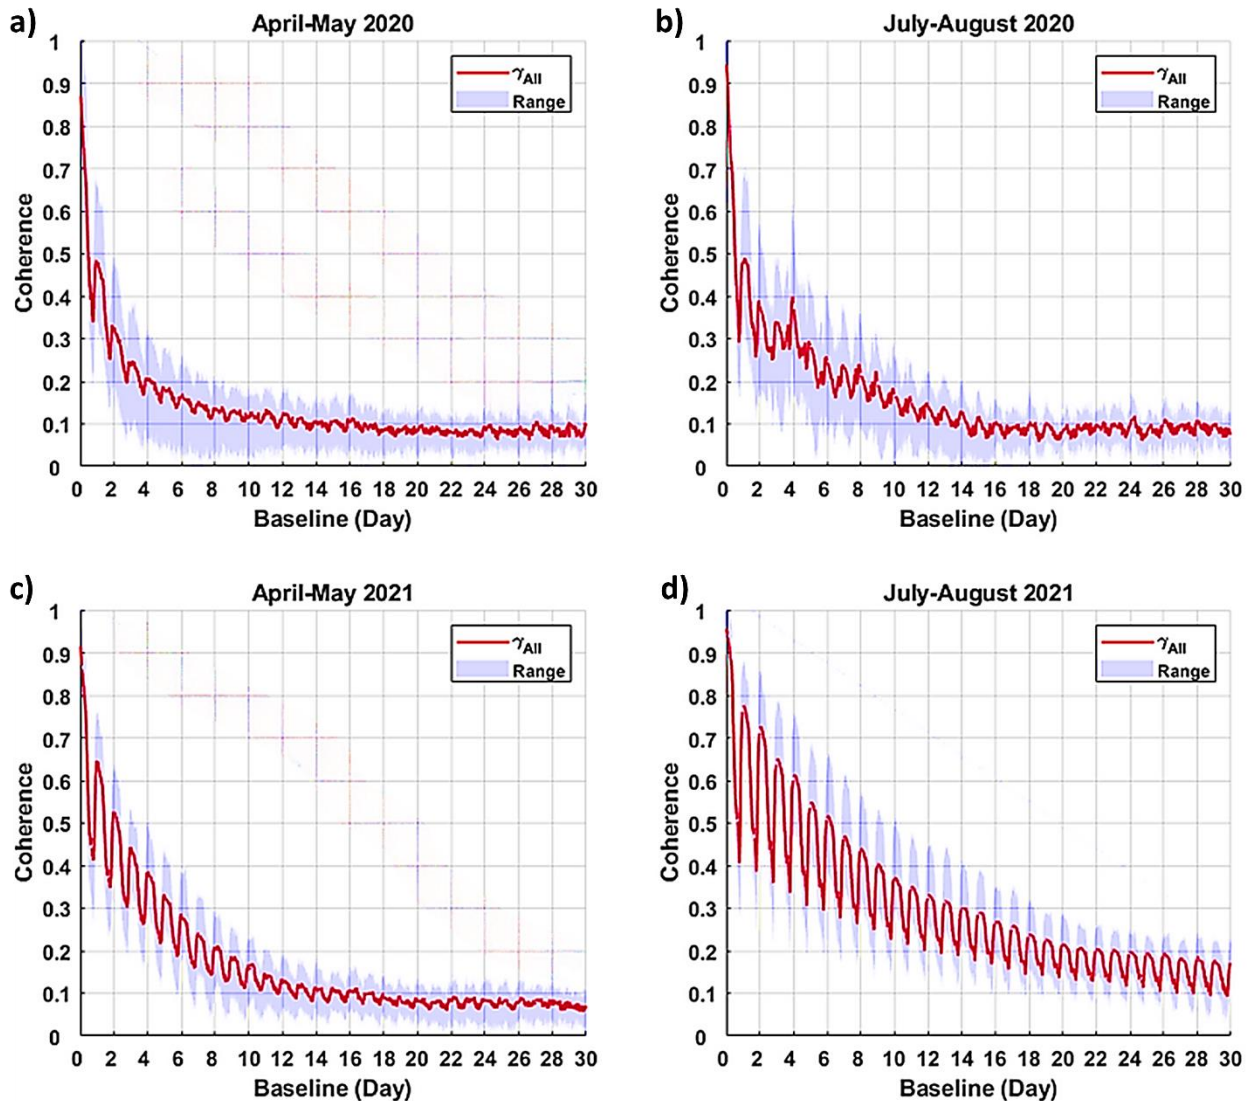 a)
April-May 2020
1
0.9
0.8
0.7
0.6
0.5
0.4
0.3
0.2
0.1
0
Coherence
γAll
Range
0 2 4 6 8 10 12 14 16 18 20 22 24 26 28 30
Baseline (Day)
b)
July-August 2020
1
0.9
0.8
0.7
0.6
0.5
0.4
0.3
0.2
0.1
0
Coherence
γAll
Range
0 2 4 6 8 10 12 14 16 18 20 22 24 26 28 30
Baseline (Day)
c)
April-May 2021
1
0.9
0.8
0.7
0.6
0.5
0.4
0.3
0.2
0.1
0
Coherence
γAll
Range
0 2 4 6 8 10 12 14 16 18 20 22 24 26 28 30
Baseline (Day)
d)
July-August 2021
1
0.9
0.8
0.7
0.6
0.5
0.4
0.3
0.2
0.1
0
Coherence
γAll
Range
0 2 4 6 8 10 12 14 16 18 20 22 24 26 28 30
Baseline (Day)